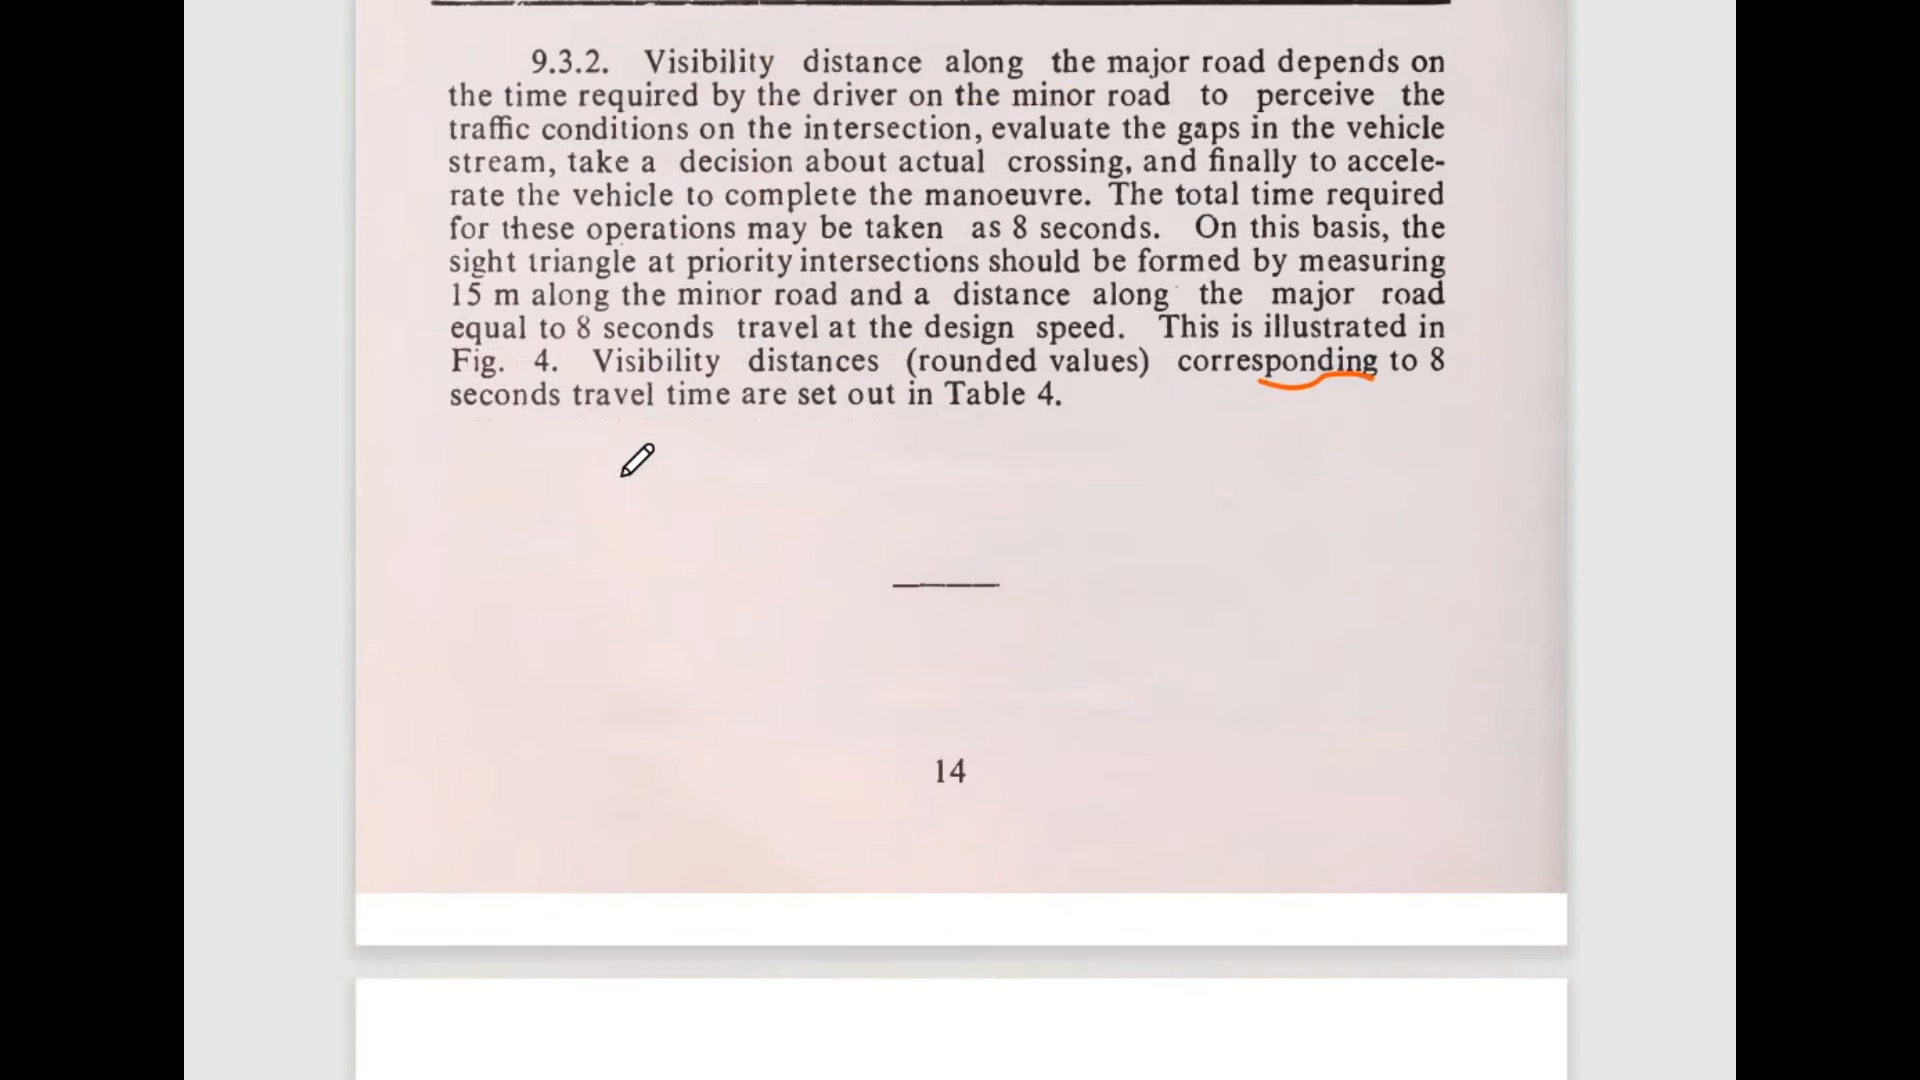 9.3.2. Visibility distance along the major road depends on
the time required by the driver on the minor road to perceive the
traffic conditions on the intersection, evaluate the gaps in the vehicle
stream, take a decision about actual crossing, and finally to accele-
rate the vehicle to complete the manoeuvre. The total time required
for these operations may be taken as 8 seconds. On this basis, the
sight triangle at priority intersections should be formed by measuring
15 m along the minor road and a distance along the major road
equal to 8 seconds travel at the design speed. This is illustrated in
Fig. 4. Visibility distances (rounded values) corresponding to 8
seconds travel time are set out in Table 4.
14